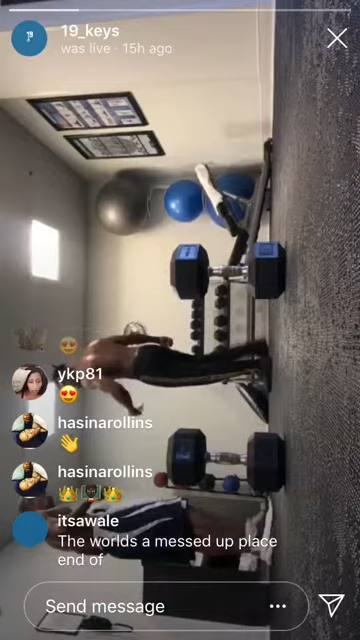 19_keys
was live · 15h ago
ykp81
hasinarollins
hasinarollins
itsawale
The worlds a messed up place
end of
Send message